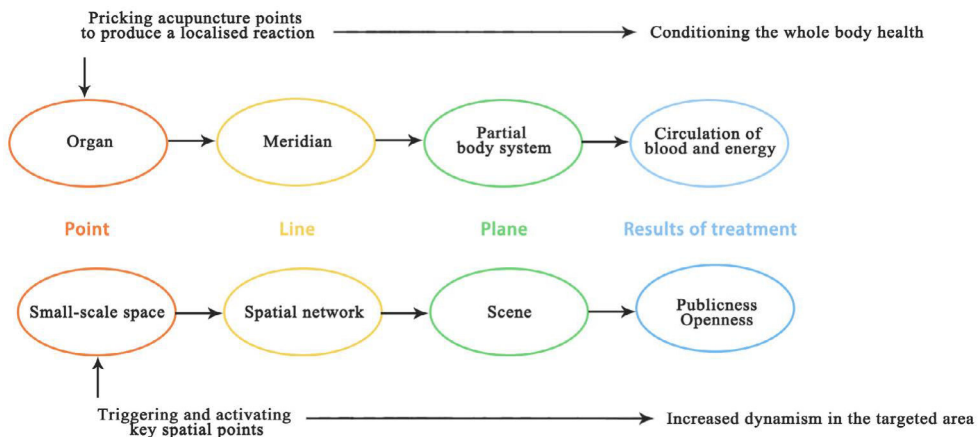 Pricking acupuncture points
to produce a localised reaction
Conditioning the whole body health
Organ
Meridian
Partial
body system
Circulation of
blood and energy
Point
Line
Plane
Results of treatment
Small-scale space
Spatial network
Scene
Publicness
Openness
Triggering and activating
key spatial points
Increased dynamism in the targeted area